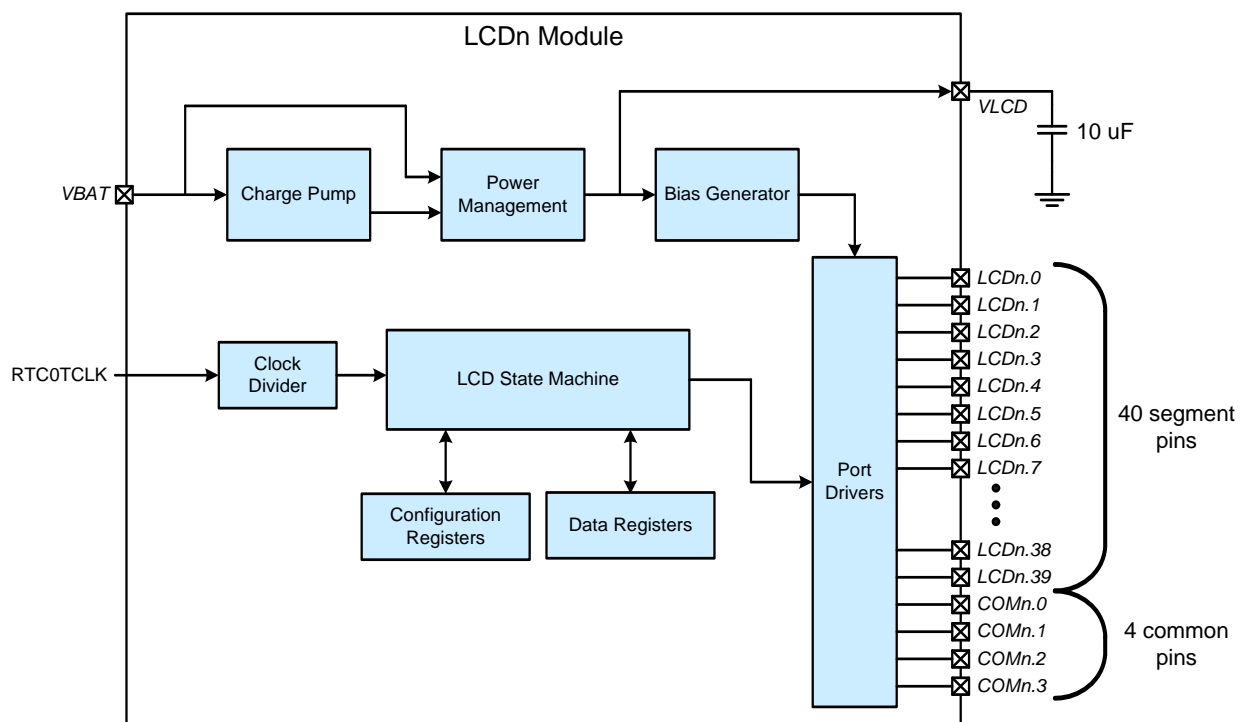 LCDn Module
VLCD
10 uF
VBAT
Charge Pump
Power
Management
Bias Generator
LCDn.0
LCDn.1
LCDn.2
LCDn.3
LCDn.4
LCDn.5
LCDn.6
LCDn.7
LCDn.38
LCDn.39
COMn.0
COMn.1
COMn.2
COMn.3
40 segment
pins
4 common
pins
RTC0TCLK
Clock
Divider
LCD State Machine
Configuration
Registers
Data Registers
Port
Drivers